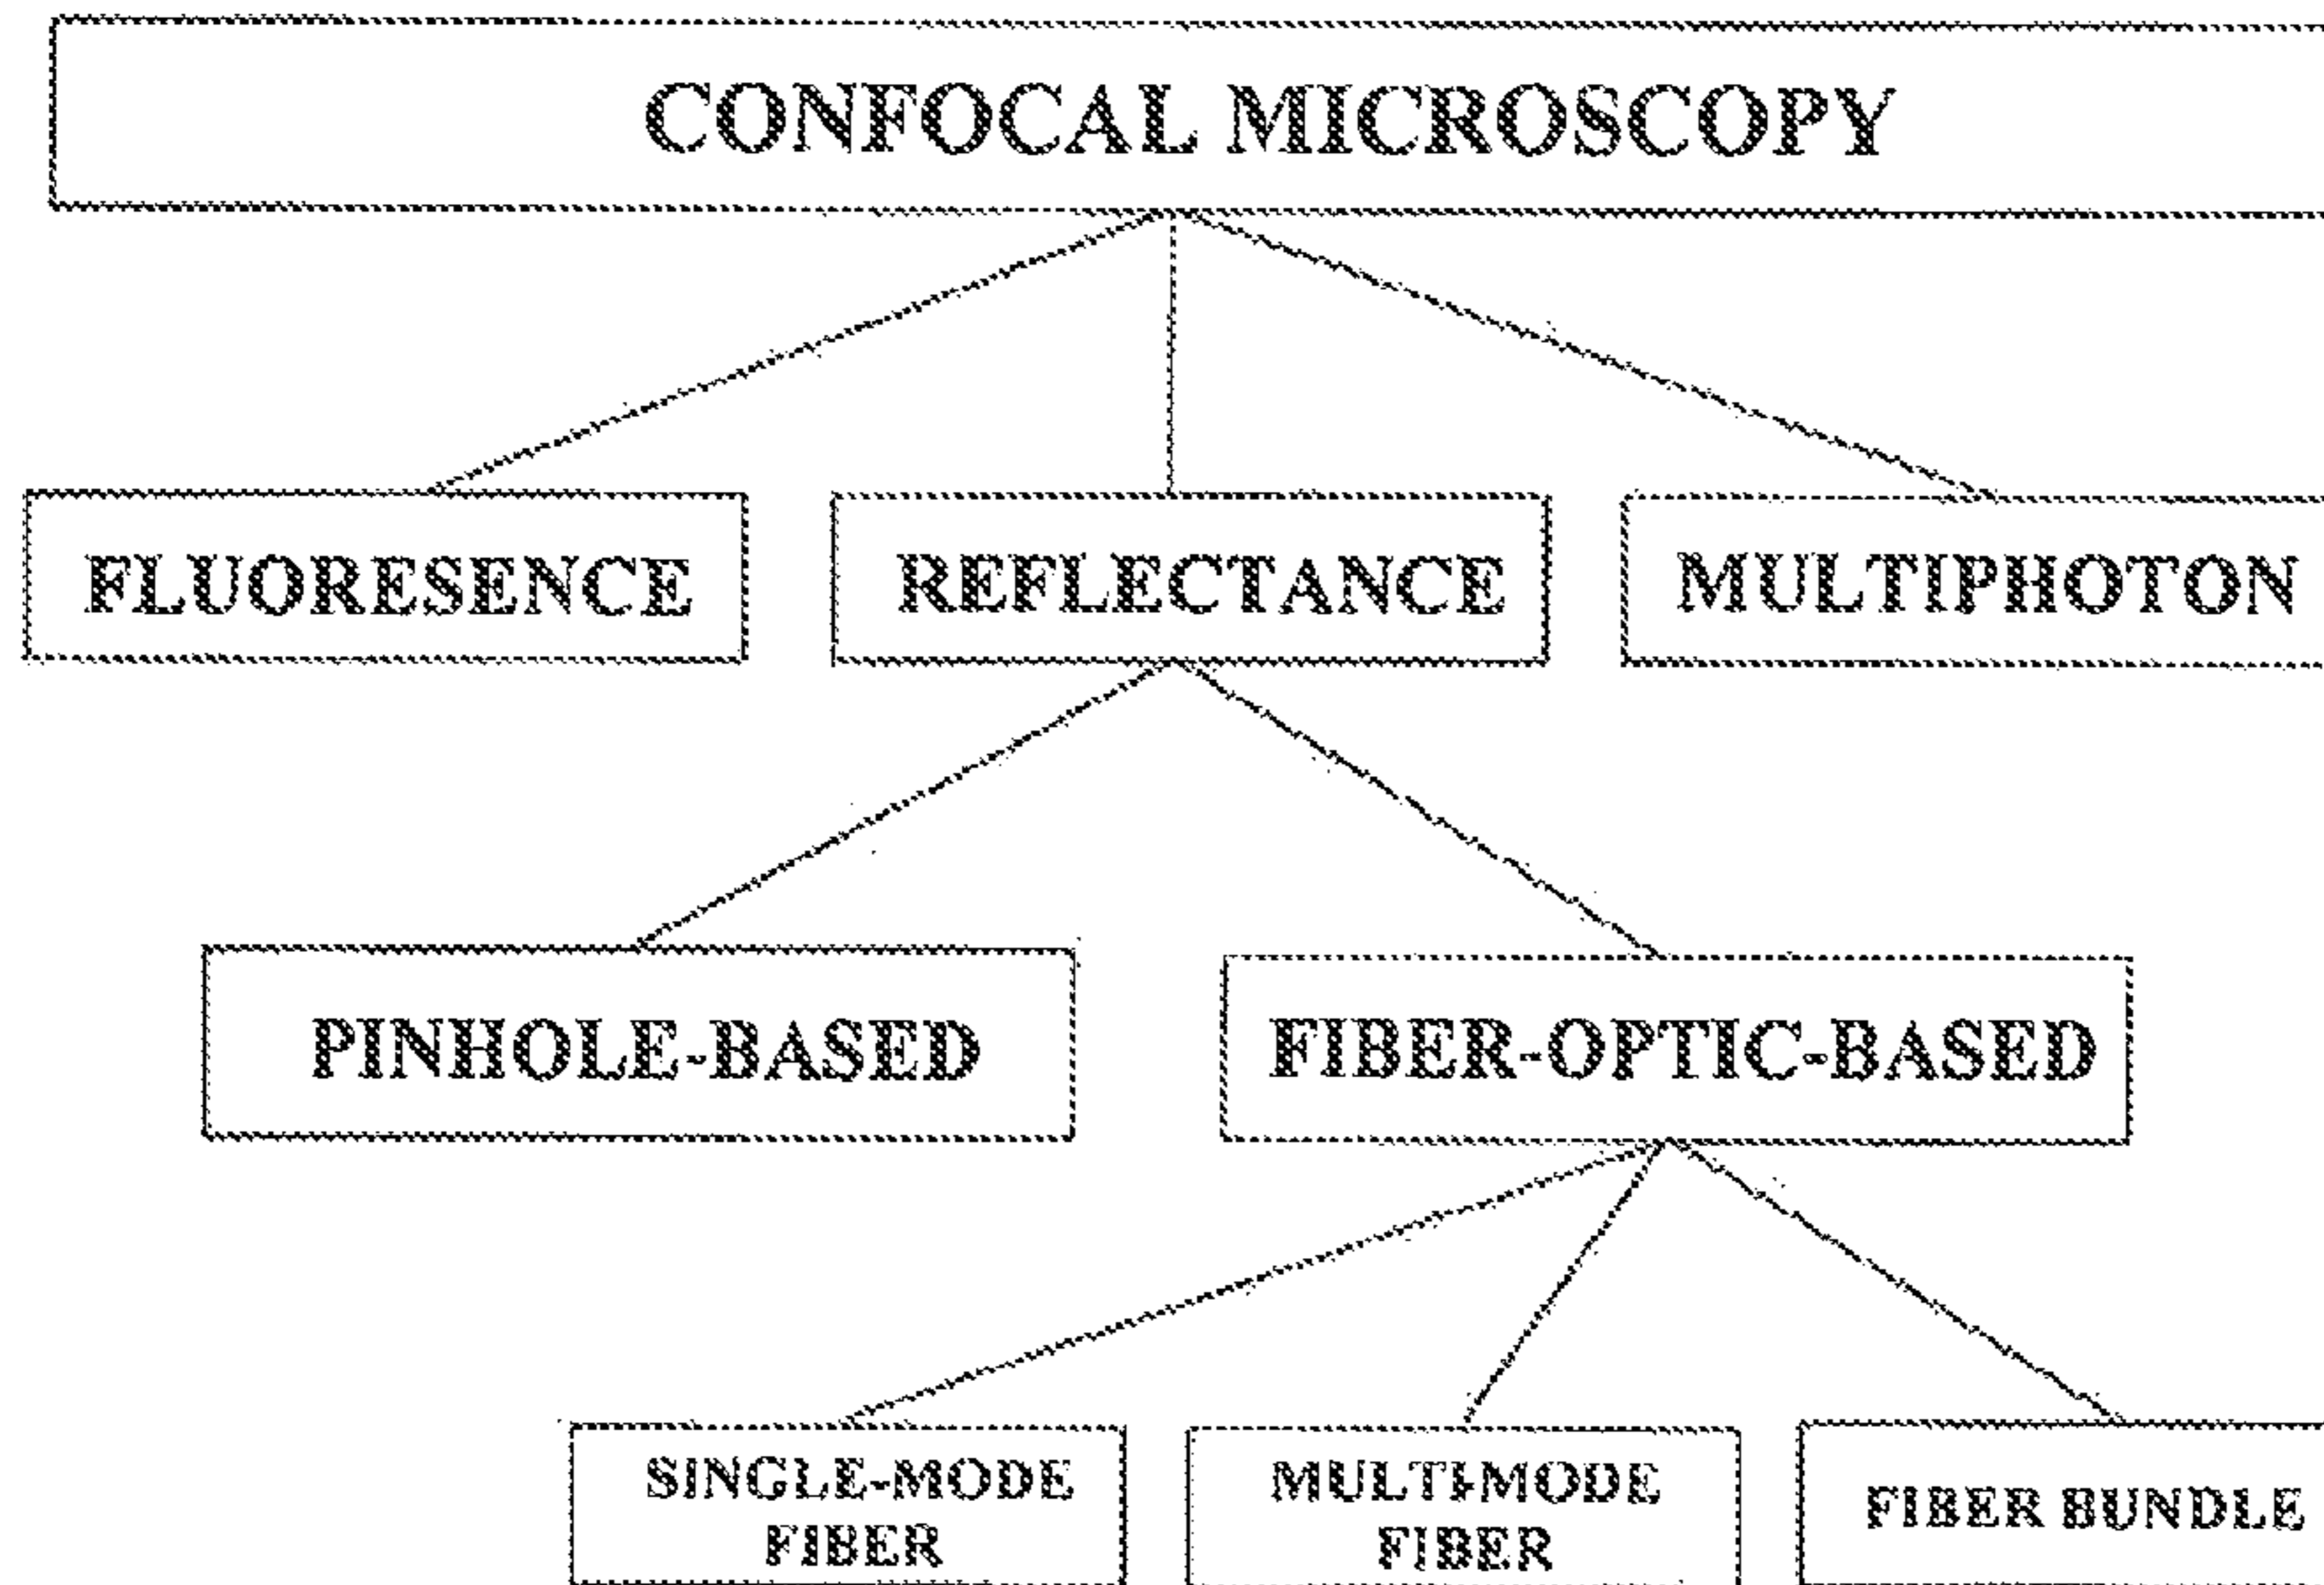 CONFOCAL MICROSCOPY
FLUORESENCE
REFLECTANCE
MULTIPHOTON
PINHOLE-BASED
FIBER-OPTIC-BASED
SINGLE-MODE
FIBER
MULTI-MODE
FIBER
FIBER BUNDLE